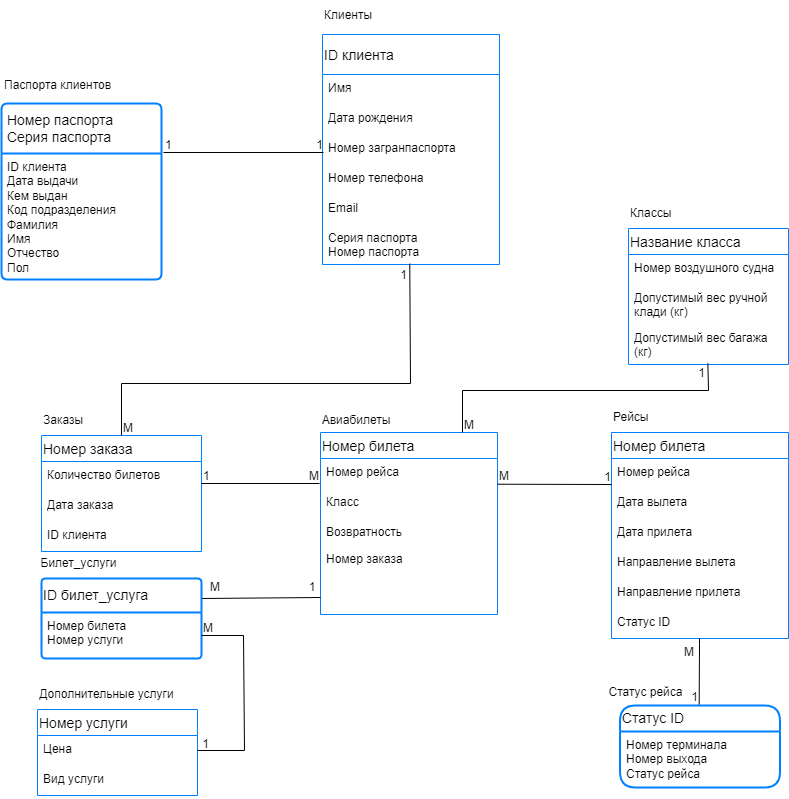 Клиенты
ID клиента
Имя
Дата рождения
Номер загранпаспорта
Номер телефона
Email
Серия паспорта
Номер паспорта
1
1
Паспорта клиентов
Номер паспорта
Серия паспорта
ID клиента
Дата выдачи
Кем выдан
Код подразделения
Фамилия
Имя
Отчество
Пол
1
Классы
Название класса
Номер воздушного судна
Допустимый вес ручной
клади (кг)
Допустимый вес багажа
(кг)
1
Заказы
M
Номер заказа
Количество билетов
Дата заказа
ID клиента
1
Авиабилеты
M
Номер билета
Номер рейса
Класс
Возвратность
Номер заказа
M
M
1
Рейсы
Номер билета
Номер рейса
Дата вылета
Дата прилета
Направление вылета
Направление прилета
Статус ID
1
M
Билет_услуги
ID билет_услуга
Номер билета
Номер услуги
M
M
Дополнительные услуги
Номер услуги
Цена
Вид услуги
1
Статус рейса
1
Статус ID
Номер терминала
Номер выхода
Статус рейса